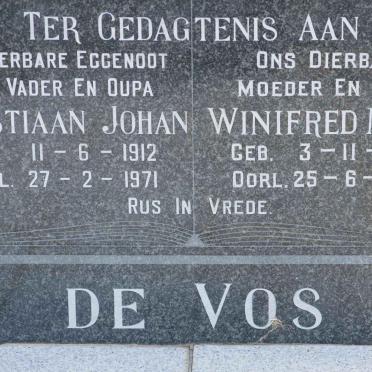 TER GEDAGTENIS AAN
ERBARE EGGENOOT ONS DIERBA
VADER EN OUPA MOEDER EN
STIAAN JOHAN WINIFRED
11 - 6 - 1912 GEB. 3 - 11 -
L. 27 - 2 - 1971 OORL. 25 - 6 -
RUS IN VREDE.
DE VOS